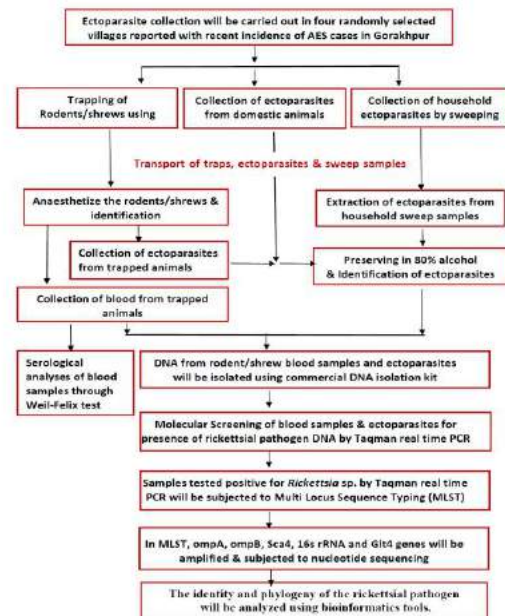 Ectoparasite collection will be carried out in four randomly selected
villages reported with recent incidence of AES cases in Gorakhpur
Trapping of
Rodents/shrews using
Collection of ectoparasites
from domestic animals
Collection of household
ectoparasites by sweeping
Transport of traps, ectoparasites & sweep samples
Anaesthetize the rodents/shrews &
identification
Extraction of ectoparasites from
household sweep samples
Collection of ectoparasites
from trapped animals
Preserving in 80% alcohol
& Identification of ectoparasites
Collection of blood from trapped
animals
Serological
analyses of blood
samples through
Weil-Felix test
DNA from rodent/shrew blood samples and ectoparasites
will be isolated using commercial DNA isolation kit
Molecular Screening of blood samples & ectoparasites for
presence of rickettsial pathogen DNA by Taqman real time PCR
Samples tested positive for Rickettsia sp. by Taqman real time
PCR will be subjected to Multi Locus Sequence Typing (MLST)
In MLST, ompA, ompB, Sca4, 16s rRNA and Glt4 genes will be
amplified & subjected to nucleotide sequencing
The identity and phylogeny of the rickettsial pathogen
will be analyzed using bioinformatics tools.